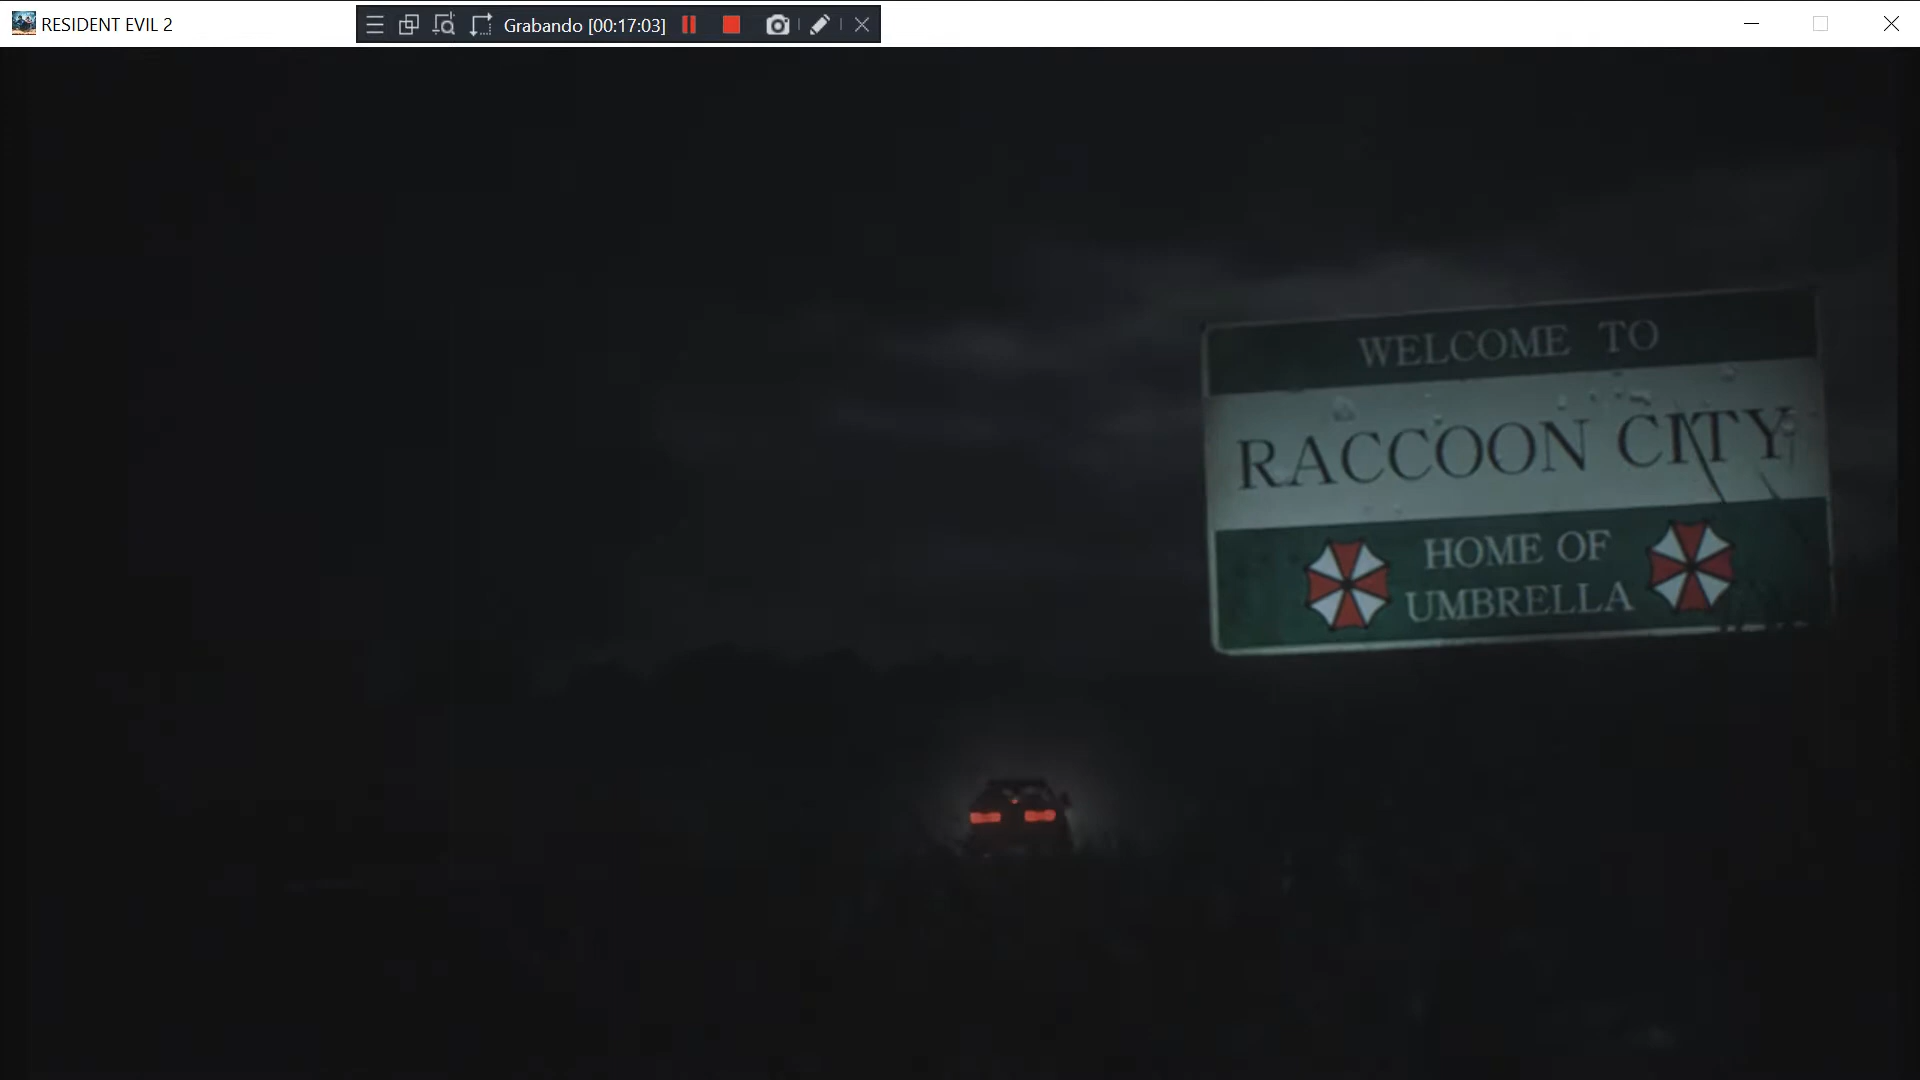 RESIDENT EVIL 2
Grabando [00:17:03]
WELCOME TO
RACCOON CITY
HOME OF
UMBRELLA